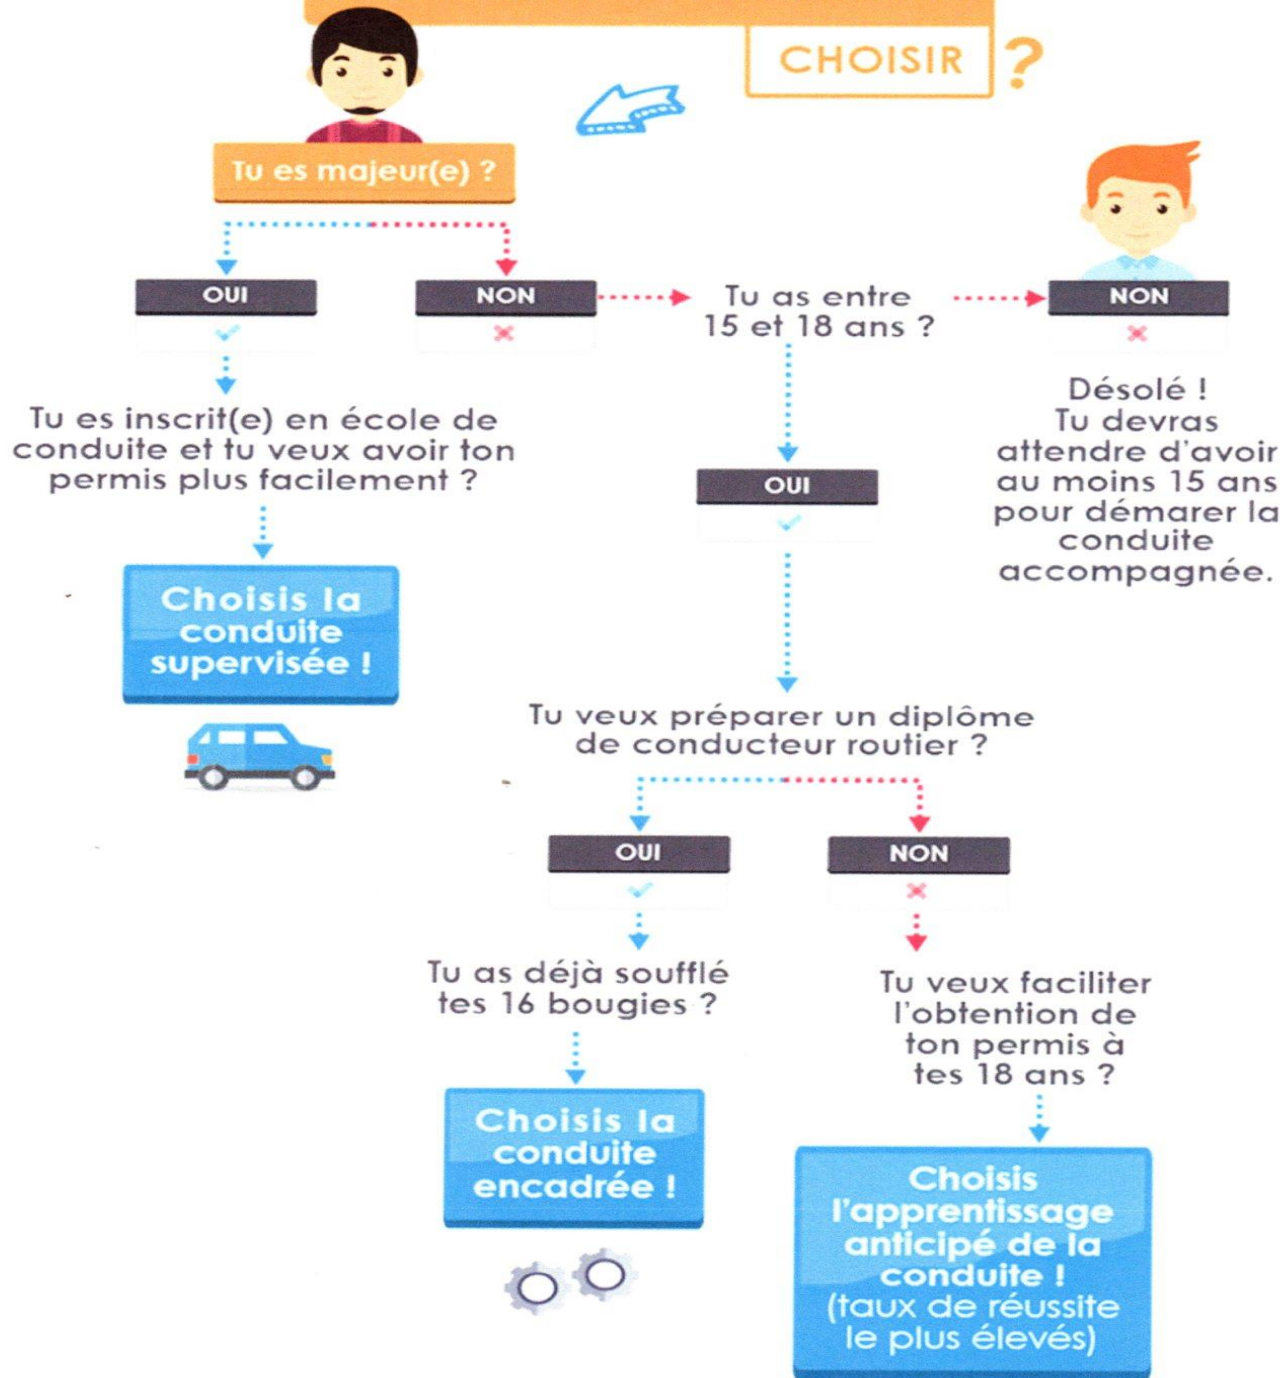 CHOISIR ?
Tu es majeur(e) ?
OUI
NON
Tu as entre
15 et 18 ans ?
NON
Désolé !
Tu devras
attendre d'avoir
au moins 15 ans
pour démarer la
conduite
accompagnée.
Tu es inscrit(e) en école de
conduite et tu veux avoir ton
permis plus facilement ?
OUI
Choisis la
conduite
supervisée !
Tu veux préparer un diplôme
de conducteur routier ?
OUI
NON
Tu as déjà soufflé
tes 16 bougies ?
Tu veux faciliter
l'obtention de
ton permis à
tes 18 ans ?
Choisis la
conduite
encadrée !
Choisis
l'apprentissage
anticipé de la
conduite !
(taux de réussite
le plus élevés)